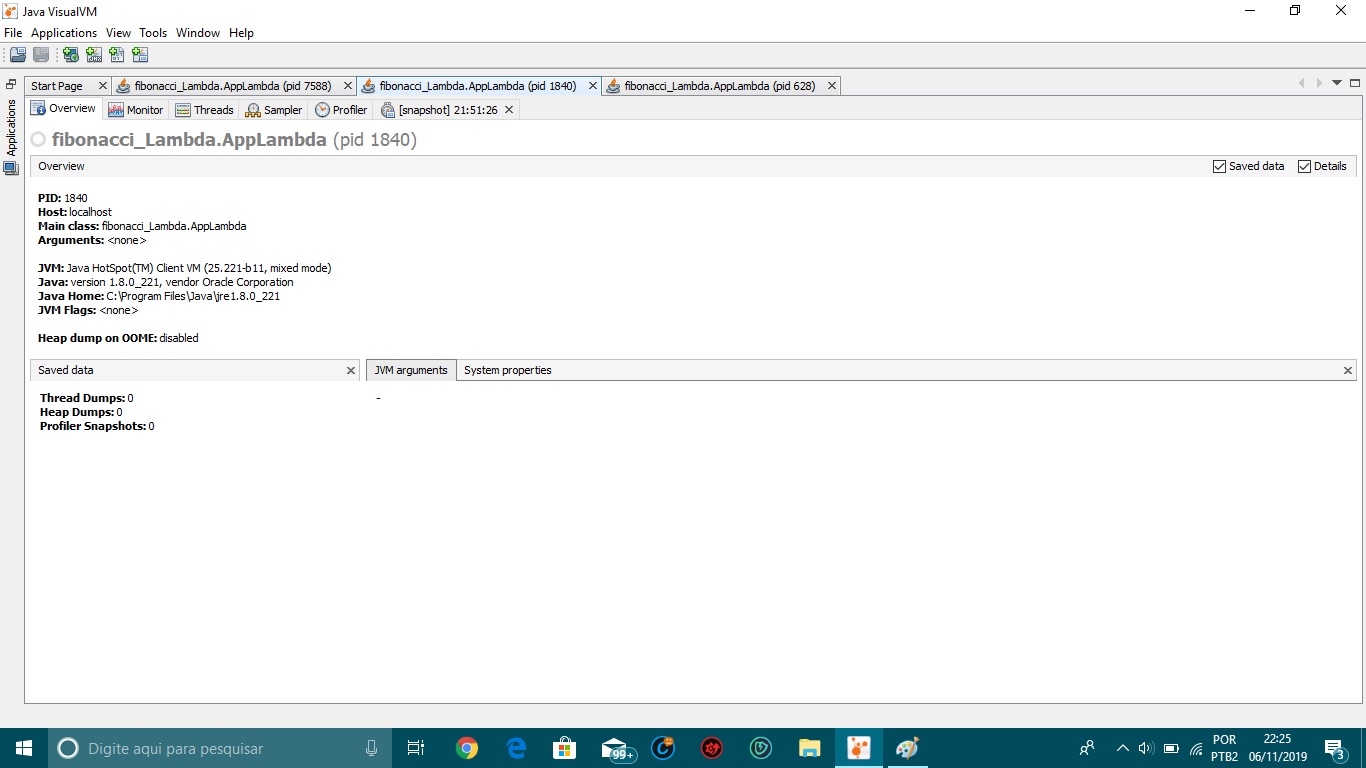 Java VisualVM
File Applications View Tools Window Help
Start Page fibonacci_Lambda.AppLambda (pid 7588) fibonacci_Lambda.AppLambda (pid 1840) fibonacci_Lambda.AppLambda (pid 628)
Applications
Overview Monitor Threads Sampler Profiler [snapshot] 21:51:26
fibonacci_Lambda.AppLambda (pid 1840)
Overview Saved data Details
PID: 1840
Host: localhost
Main class: fibonacci_Lambda.AppLambda
Arguments: <none>
JVM: Java HotSpot(TM) Client VM (25.221-b11, mixed mode)
Java: version 1.8.0_221, vendor Oracle Corporation
Java Home: C:\Program Files\Java\jre1.8.0_221
JVM Flags: <none>
Heap dump on OOME: disabled
Saved data JVM arguments System properties
Thread Dumps: 0 -
Heap Dumps: 0
Profiler Snapshots: 0
Digite aqui para pesquisar 99+ POR 22:25
PTB2 06/11/2019 3